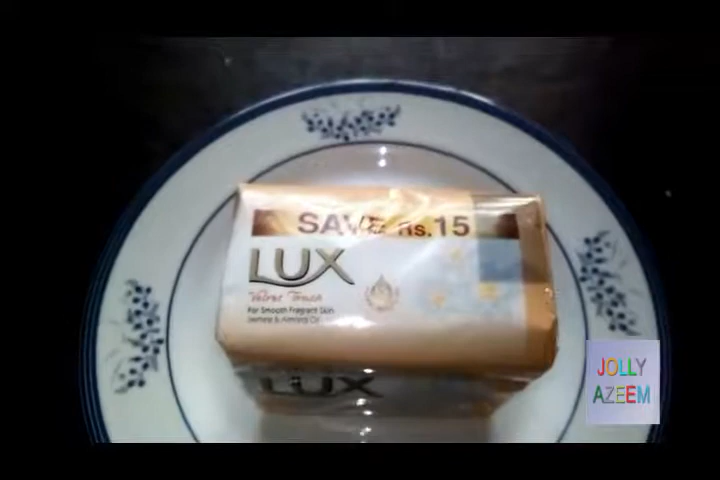 SAVE Rs.15
LUX
Velvet Touch
For Smooth Fragrant Skin
Jasmine & Almond Oil
LUX
JOLLY
AZEEM